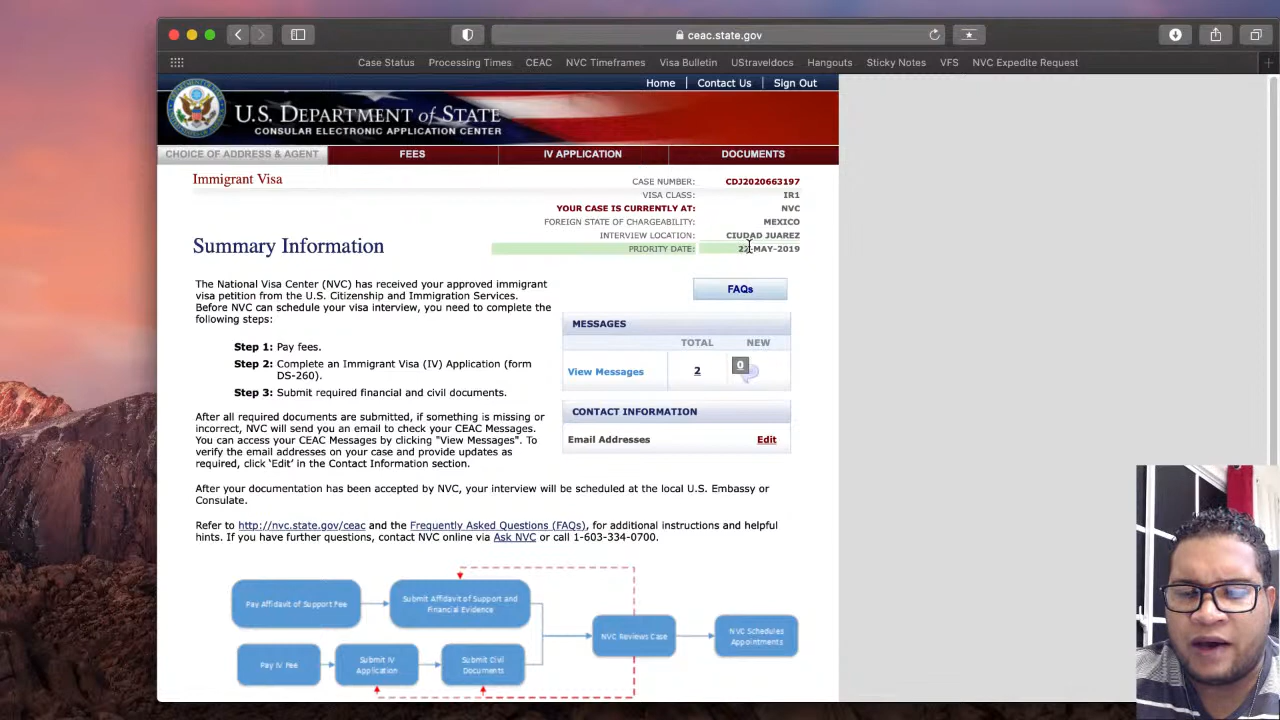 ceac.state.gov
Case Status Processing Times CEAC NVC Timeframes Visa Bulletin UStraveldocs Hangouts Sticky Notes VFS NVC Expedite Request
Home | Contact Us | Sign Out
U.S. DEPARTMENT of STATE
CONSULAR ELECTRONIC APPLICATION CENTER
CHOICE OF ADDRESS & AGENT FEES IV APPLICATION DOCUMENTS
Immigrant Visa
CASE NUMBER: CDJ2020663197
VISA CLASS: IR1
YOUR CASE IS CURRENTLY AT: NVC
FOREIGN STATE OF CHARGEABILITY: MEXICO
INTERVIEW LOCATION: CIUDAD JUAREZ
PRIORITY DATE: 22-MAY-2019
Summary Information
The National Visa Center (NVC) has received your approved immigrant
visa petition from the U.S. Citizenship and Immigration Services.
Before NVC can schedule your visa interview, you need to complete the
following steps:
Step 1: Pay fees.
Step 2: Complete an Immigrant Visa (IV) Application (form
DS-260).
Step 3: Submit required financial and civil documents.
After all required documents are submitted, if something is missing or
incorrect, NVC will send you an email to check your CEAC Messages.
You can access your CEAC Messages by clicking "View Messages". To
verify the email addresses on your case and provide updates as
required, click 'Edit' in the Contact Information section.
FAQs
MESSAGES
TOTAL NEW
View Messages 2 0
CONTACT INFORMATION
Email Addresses Edit
After your documentation has been accepted by NVC, your interview will be scheduled at the local U.S. Embassy or
Consulate.
Refer to http://nvc.state.gov/ceac and the Frequently Asked Questions (FAQs), for additional instructions and helpful
hints. If you have further questions, contact NVC online via Ask NVC or call 1-603-334-0700.
Pay Affidavit of Support Fee
Submit Affidavit of Support and
Financial Evidence
NVC Reviews Case
NVC Schedules
Appointments
Pay IV Fee
Submit IV
Application
Submit Civil
Documents